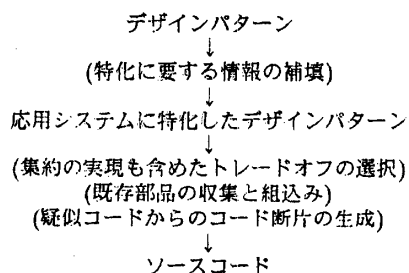 デザインパターン
↓
(特化に要する情報の補填)
↓
応用システムに特化したデザインパターン
↓
(集約の実現も含めたトレードオフの選択)
(既存部品の収集と組込み)
(疑似コードからのコード断片の生成)
↓
ソースコード